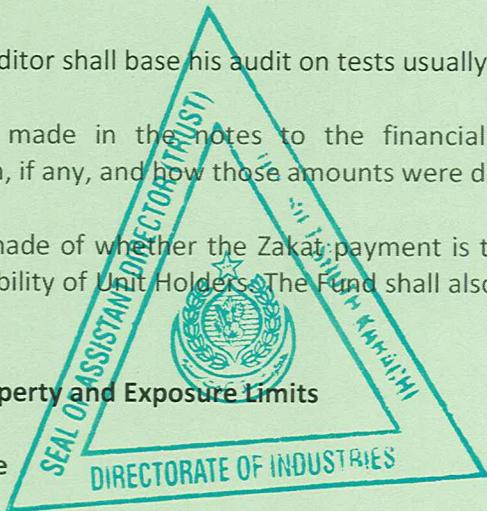 ditor shall base his audit on tests usually
made in the notes to the financial
, if any, and how those amounts were d
nade of whether the Zakat payment is t
bility of Unit Holders. The Fund shall also
perty and Exposure Limits
e
SEAL OF ASSISTANT DIRECTOR (TRUST)
KARACHI
DIRECTORATE OF INDUSTRIES